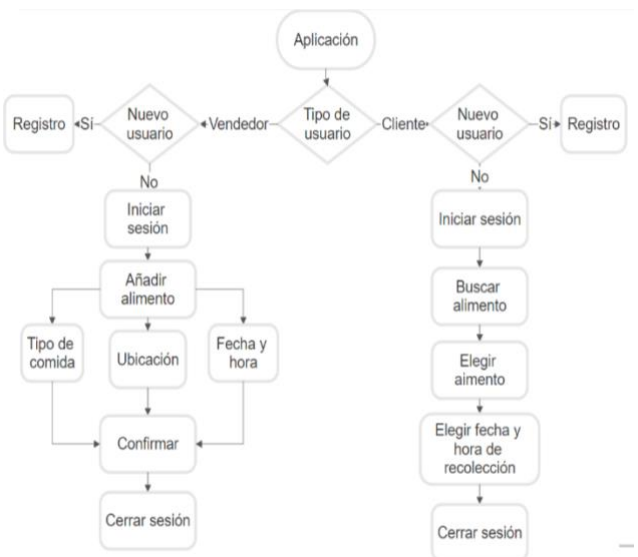 Aplicación
Registro
Sí
Nuevo
usuario
Vendedor
Tipo de
usuario
Cliente
Nuevo
usuario
Sí
Registro
No
No
Iniciar
sesión
Iniciar sesión
Añadir
alimento
Buscar
alimento
Tipo de
comida
Ubicación
Fecha y
hora
Elegir
aimento
Confirmar
Elegir fecha y
hora de
recolección
Cerrar sesión
Cerrar sesión